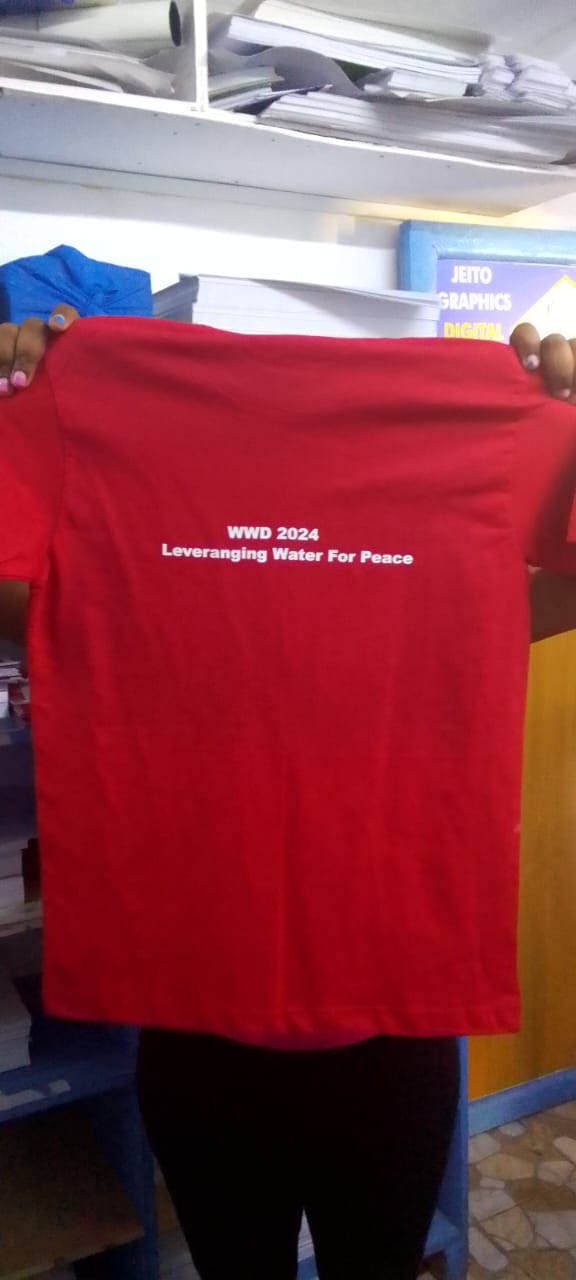 JEITO
GRAPHICS
DIGITAL
WWD 2024
Leveranging Water For Peace